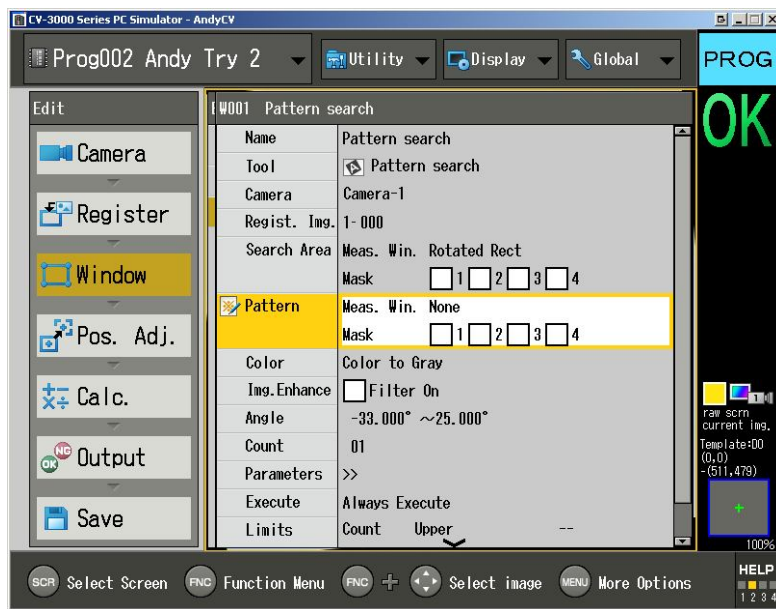 CV-3000 Series PC Simulator - AndyCV
Prog002 Andy Try 2
Utility
Display
Global
PROG
OK
Edit
Camera
Register
Window
Pos. Adj.
Calc.
Output
Save
W001 Pattern search
Name Pattern search
Tool Pattern search
Camera Camera-1
Regist. Img. 1-000
Search Area Meas. Win. Rotated Rect
Mask 1 2 3 4
Pattern Meas. Win. None
Mask 1 2 3 4
Color Color to Gray
Img.Enhance Filter On
Angle -33.000° ~25.000°
Count 01
Parameters >>
Execute Always Execute
Limits Count Upper --
1
raw scrn
current img.
Template:00
(0,0)
-(511,479)
100%
SCR Select Screen FNC Function Menu FNC + Select image MENU More Options
HELP
1 2 3 4